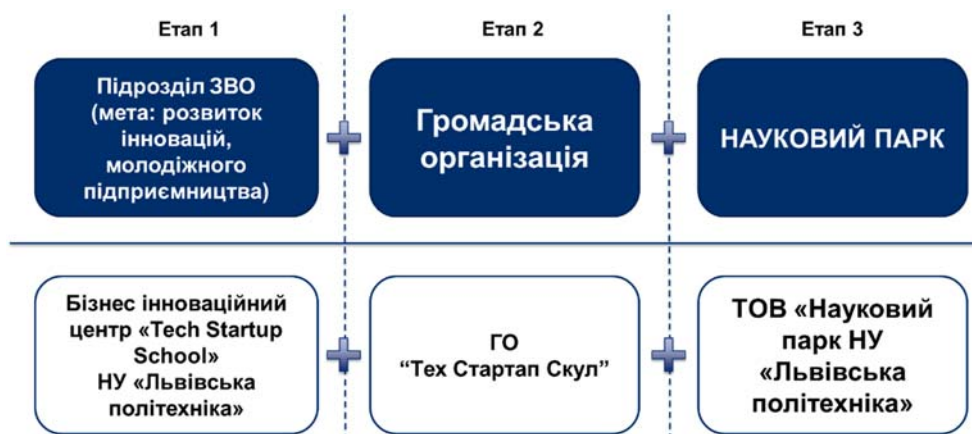 Етап 1
Етап 2
Етап 3
Підрозділ ЗВО
(мета: розвиток
інновацій,
молодіжного
підприємництва)
Громадська
організація
НАУКОВИЙ ПАРК
Бізнес інноваційний
центр «Tech Startup
School»
НУ «Львівська
політехніка»
ГО
“Тех Стартап Скул”
ТОВ «Науковий
парк НУ
«Львівська
політехніка»